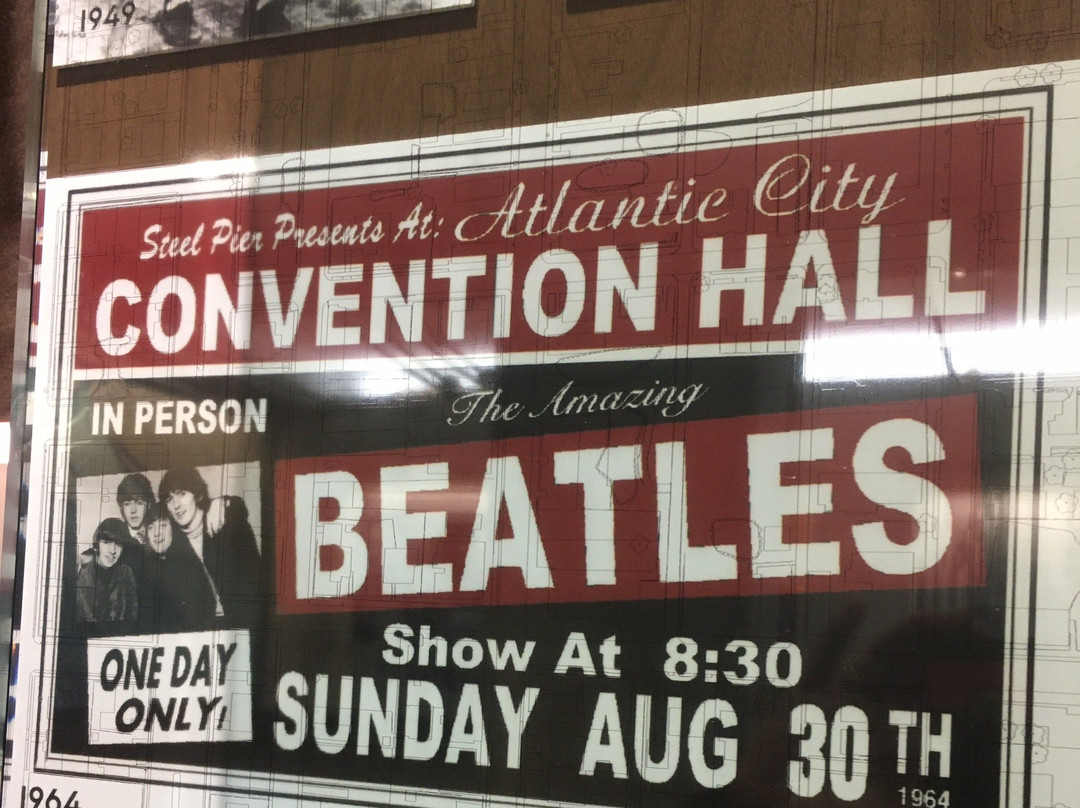 1949
Steel Pier Presents At: Atlantic City
CONVENTION HALL
The Amazing
IN PERSON
BEATLES
Show At 8:30
ONE DAY
ONLY!
SUNDAY AUG 30TH
1964
1964